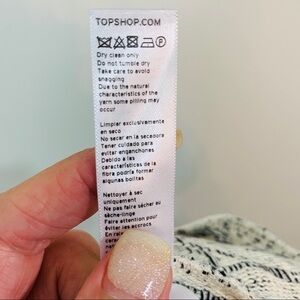 TOPSHOP.COM
Dry clean only
Do not tumble dry
Take care to avoid
snagging
Due to the natural
characteristics of the
yarn some pilling may
occur
Limpiar exclusivamente
en seco
No secar en la secadora
Tener cuidado para
evitar enganchones
Debido a las
características de la
fibra podría formar
algunas bolitas
Nettoyer à sec
uniquement
Ne pas faire sécher au
sèche-linge
Faire attention pour
éviter les accrocs
En